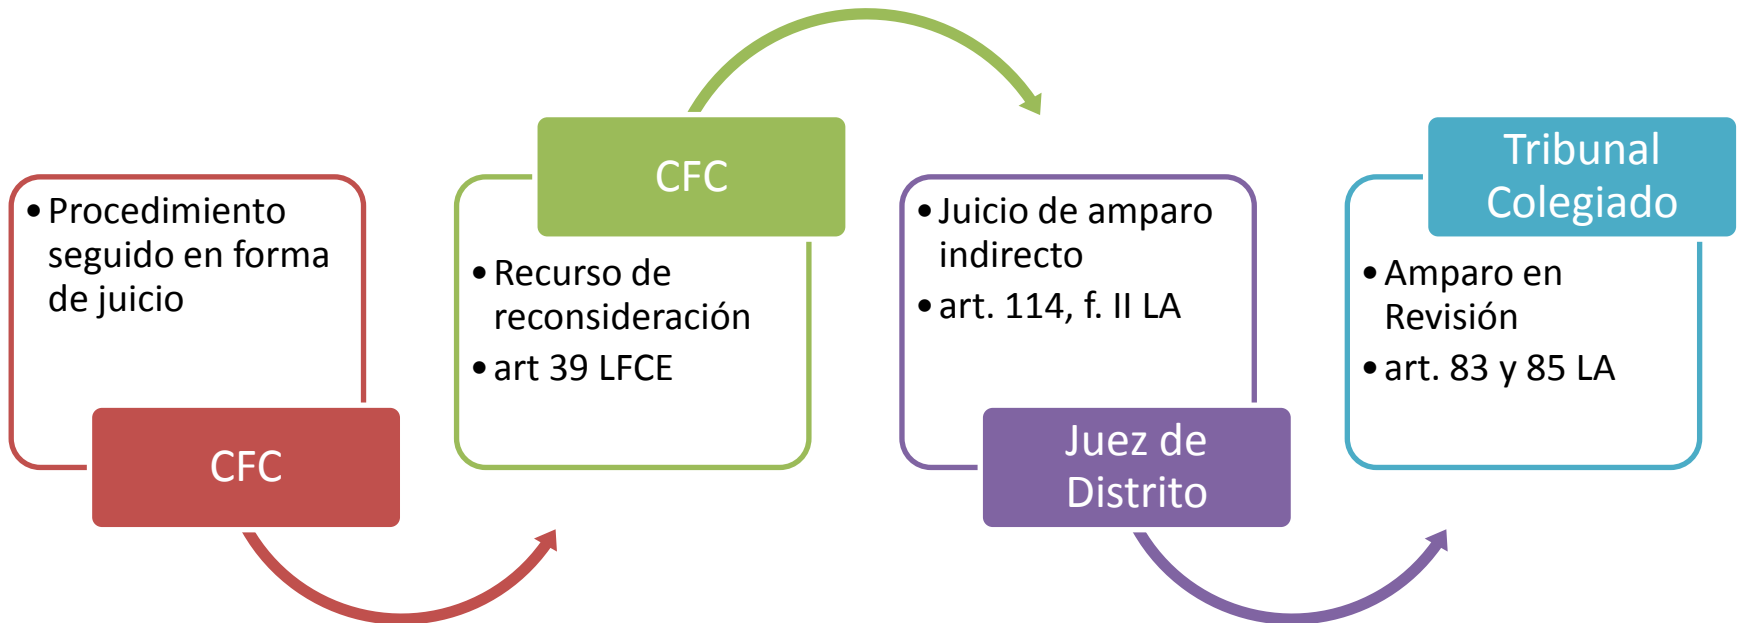 • Procedimiento
seguido en forma
de juicio
CFC
CFC
• Recurso de
reconsideración
• art 39 LFCE
• Juicio de amparo
indirecto
• art. 114, f. II LA
Juez de
Distrito
Tribunal
Colegiado
• Amparo en
Revisión
• art. 83 y 85 LA